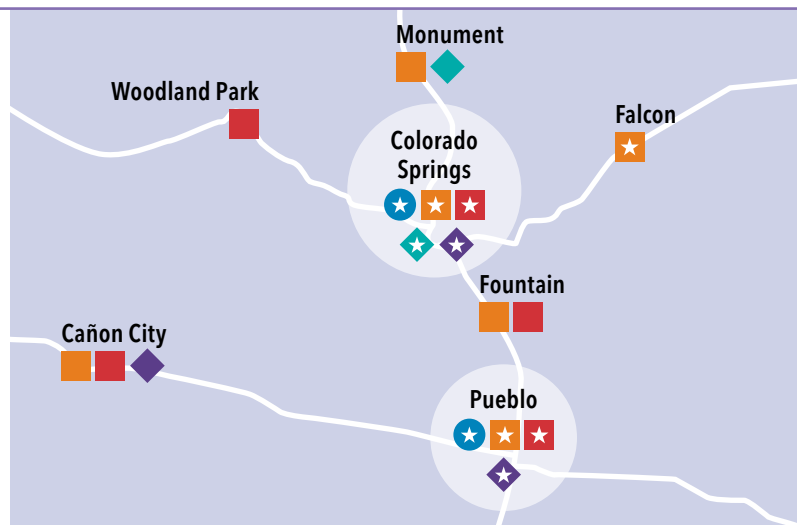 Monument
Woodland Park
Falcon
Colorado
Springs
Fountain
Cañon City
Pueblo